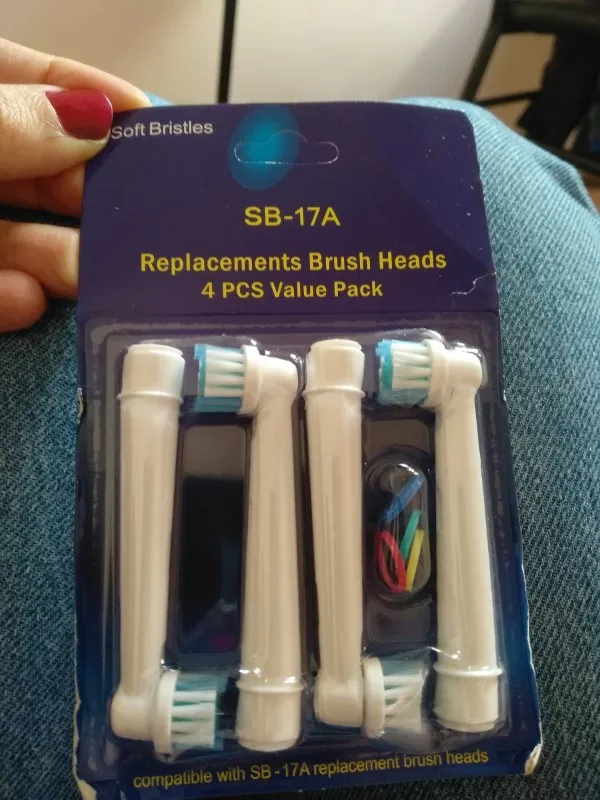 Soft Bristles
SB-17A
Replacements Brush Heads
4 PCS Value Pack
compatible with SB -17A replacement brush heads